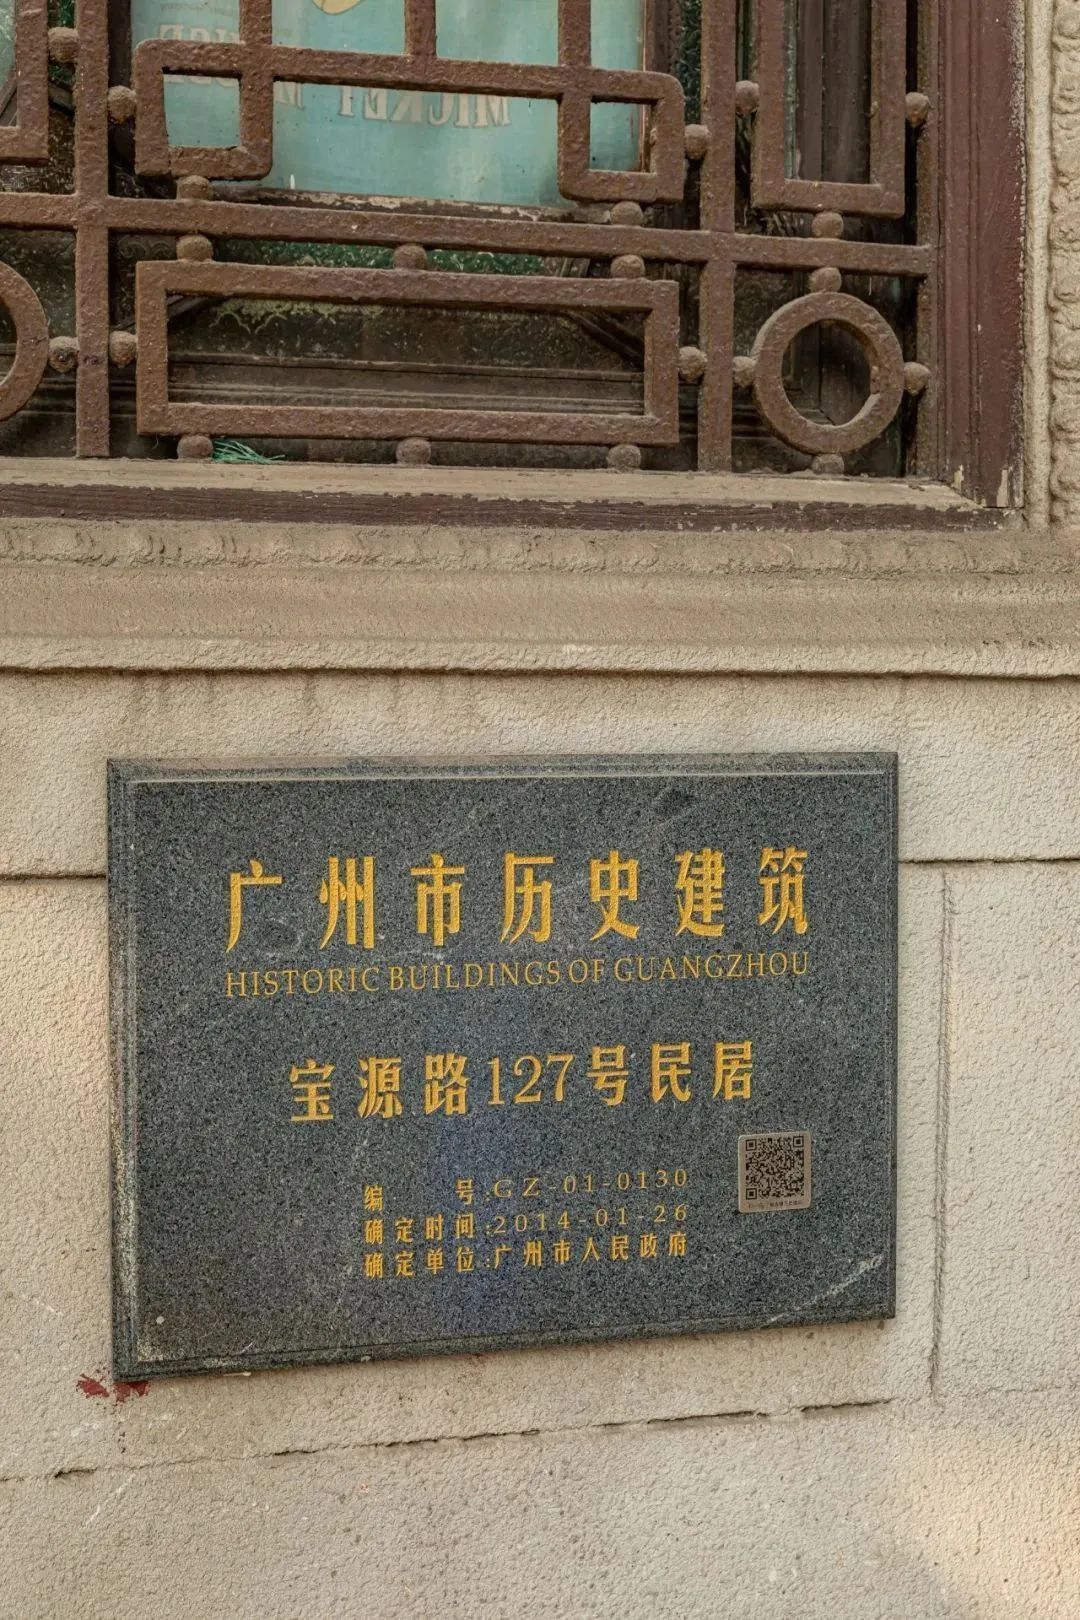 MICKEY MOUSE
广州市历史建筑
HISTORIC BUILDINGS OF GUANGZHOU
宝源路127号民居
编 号:GZ-01-0130
确定时间:2014-01-26
确定单位:广州市人民政府